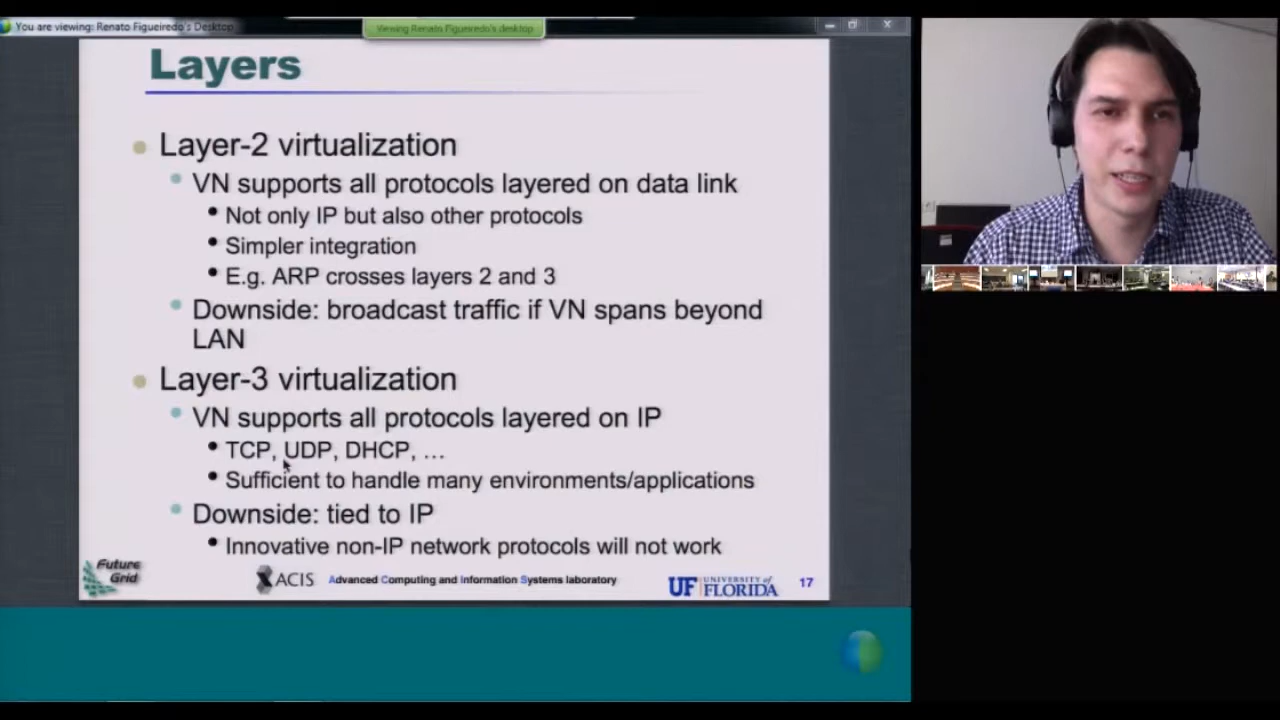 You are viewing: Renato Figueiredo's Desktop
Viewing Renato Figueiredo's desktop
Layers
Layer-2 virtualization
VN supports all protocols layered on data link
Not only IP but also other protocols
Simpler integration
E.g. ARP crosses layers 2 and 3
Downside: broadcast traffic if VN spans beyond
LAN
Layer-3 virtualization
VN supports all protocols layered on IP
TCP, UDP, DHCP, …
Sufficient to handle many environments/applications
Downside: tied to IP
Innovative non-IP network protocols will not work
Future
Grid
ACIS
Advanced Computing and Information Systems laboratory
UF UNIVERSITY of
FLORIDA
17